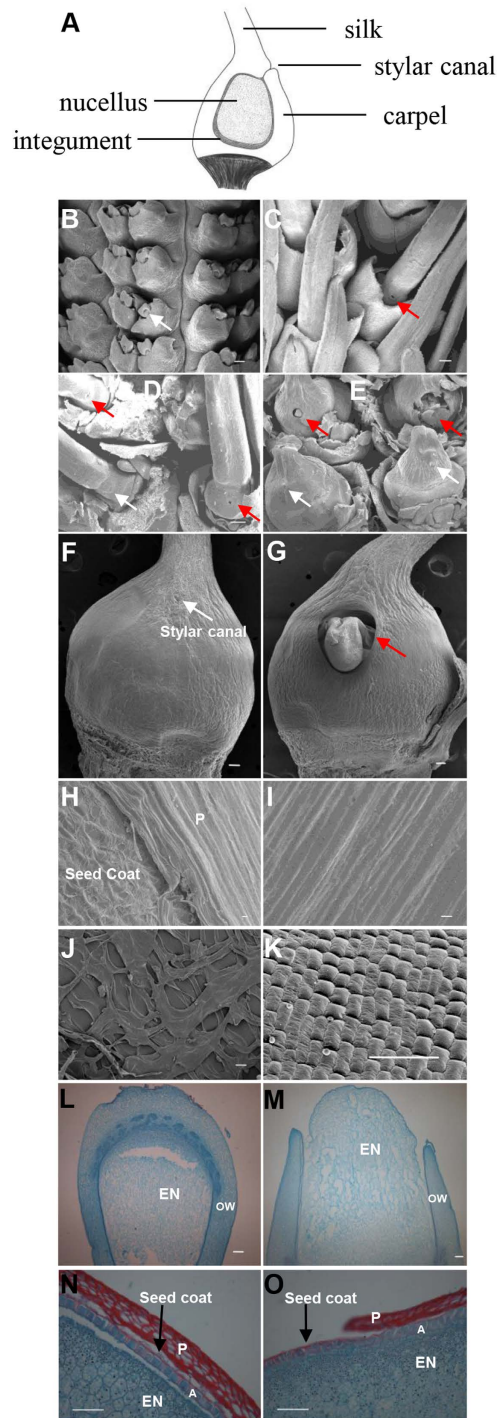 A
silk
stylar canal
nucellus
carpel
integument
B
C
D
E
F
Stylar canal
G
H
P
Seed Coat
I
J
K
L
EN
OW
M
EN
OW
N
Seed coat
P
A
EN
O
Seed coat
P
A
EN